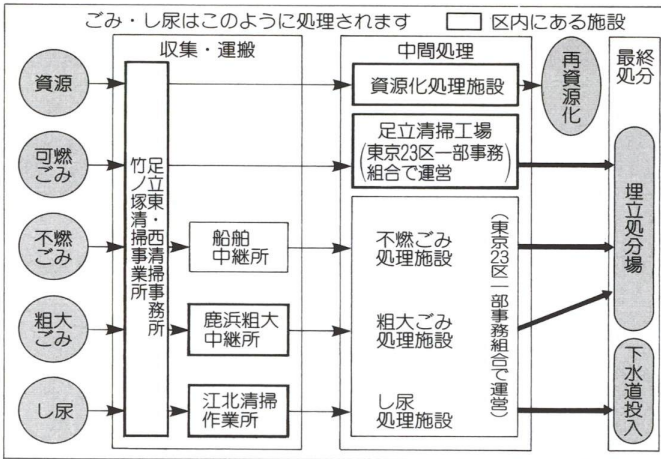 ごみ・し尿はこのように処理されます
区内にある施設
収集・運搬
中間処理
最終
処分
資源
可燃
ごみ
不燃
ごみ
粗大
ごみ
し尿
足立東・西清掃事務所
竹ノ塚清掃事業所
船舶
中継所
鹿浜粗大
中継所
江北清掃
作業所
資源化処理施設
足立清掃工場
(東京23区一部事務
組合で運営)
不燃ごみ
処理施設
粗大ごみ
処理施設
し尿
処理施設
(東京23区一部事務組合で運営)
再資源化
埋立処分場
下水道投入